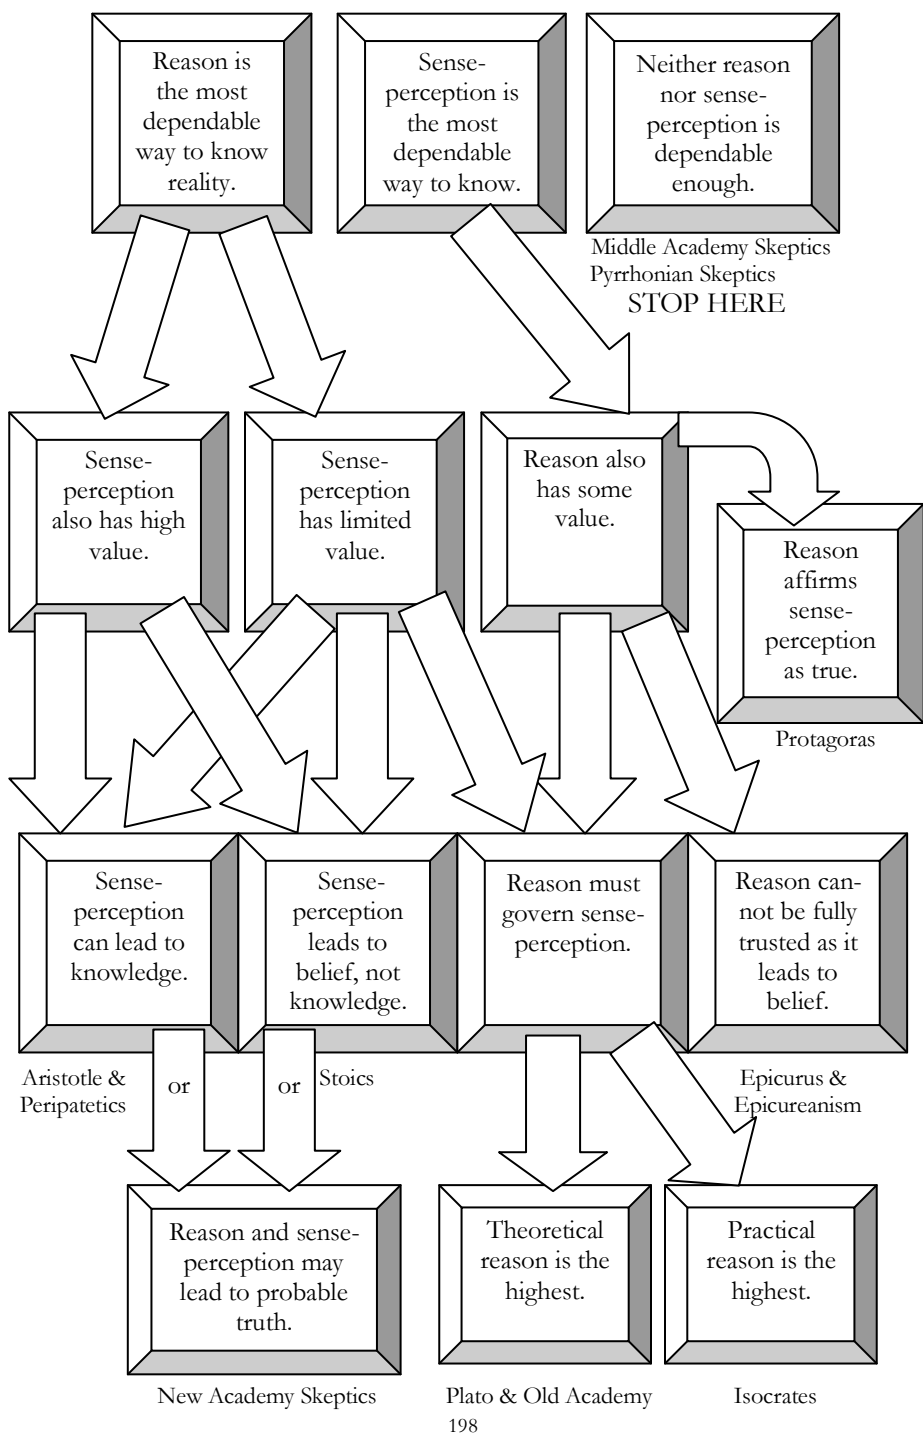 Reason is
the most
dependable
way to know
reality.
Sense-
perception is
the most
dependable
way to know.
Neither reason
nor sense-
perception is
dependable
enough.
Middle Academy Skeptics
Pyrrhonian Skeptics
STOP HERE
Sense-
perception
also has high
value.
Sense-
perception
has limited
value.
Reason also
has some
value.
Reason
affirms
sense-
perception
as true.
Protagoras
Sense-
perception
can lead to
knowledge.
Sense-
perception
leads to
belief, not
knowledge.
Reason must
govern sense-
perception.
Reason can-
not be fully
trusted as it
leads to
belief.
Aristotle &
Peripatetics
or
or
Stoics
Epicurus &
Epicureanism
Reason and sense-
perception may
lead to probable
truth.
Theoretical
reason is the
highest.
Practical
reason is the
highest.
New Academy Skeptics
Plato & Old Academy
Isocrates
198